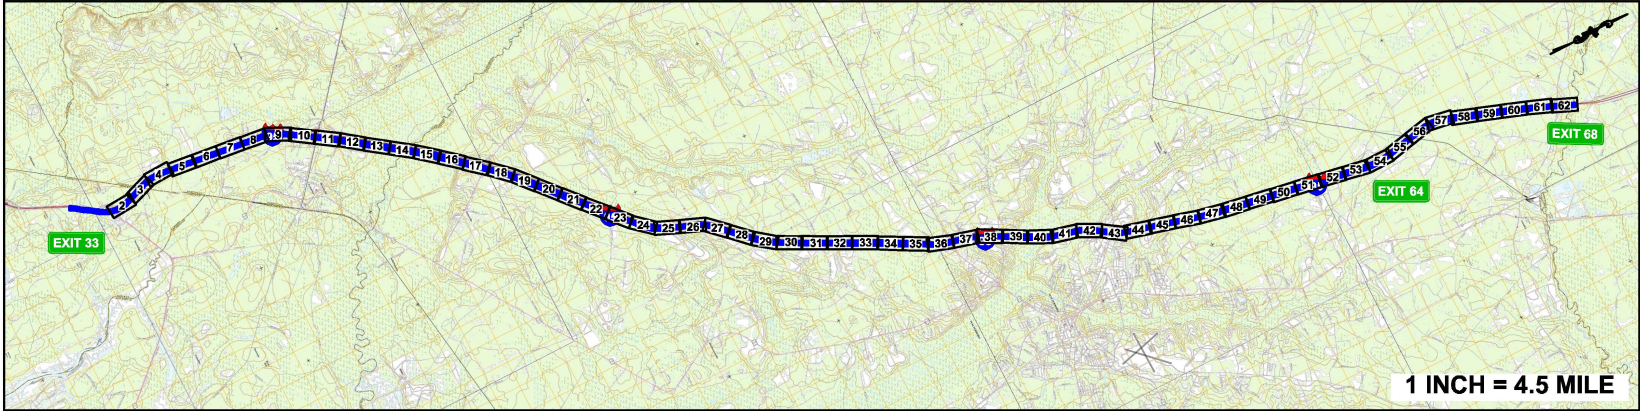 EXIT 33
2 3 4 5 6 7 8 9 10 11 12 13 14 15 16 17 18 19 20 21 22 23 24 25 26 27 28 29 30 31 32 33 34 35 36 37 38 39 40 41 42 43 44 45 46 47 48 49 50 51 52 53 54 55 56 57 58 59 60 61 62
EXIT 68
EXIT 64
1 INCH = 4.5 MILE